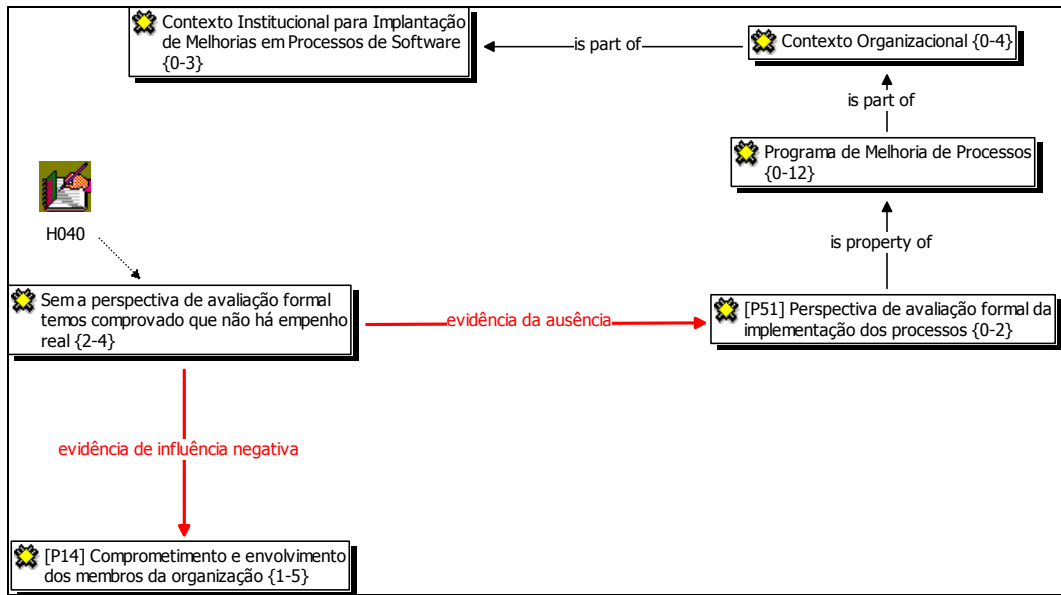 Contexto Institucional para Implantação
de Melhorias em Processos de Software
{0-3}
is part of
Contexto Organizacional {0-4}
is part of
Programa de Melhoria de Processos
{0-12}
H040
is property of
Sem a perspectiva de avaliação formal
temos comprovado que não há empenho
real {2-4}
evidência da ausência
[P51] Perspectiva de avaliação formal da
implementação dos processos {0-2}
evidência de influência negativa
[P14] Comprometimento e envolvimento
dos membros da organização {1-5}